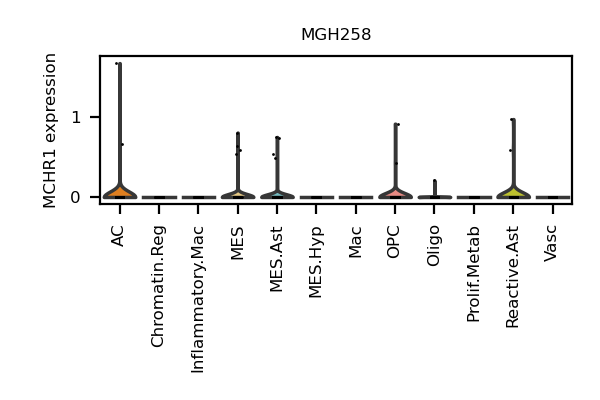 MGH258
MCHR1 expression
1
0
AC
Chromatin.Reg
Inflammatory.Mac
MES
MES.Ast
MES.Hyp
Mac
OPC
Oligo
Prolif.Metab
Reactive.Ast
Vasc